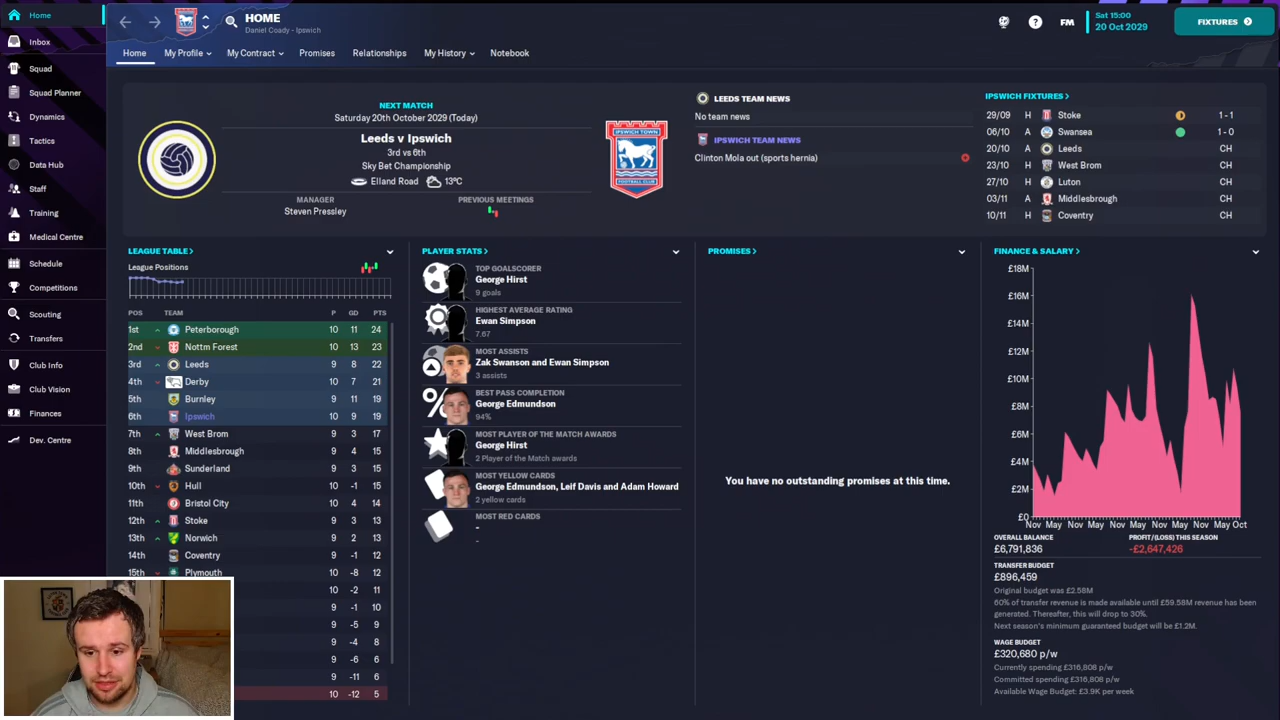 Home
Inbox
Squad
Squad Planner
Dynamics
Tactics
Data Hub
Staff
Training
Medical Centre
Schedule
Competitions
Scouting
Transfers
Club Info
Club Vision
Finances
Dev. Centre
HOME
Daniel Coady - Ipswich
? FM
Sat 15:00
20 Oct 2029
FIXTURES
Home My Profile My Contract Promises Relationships My History Notebook
NEXT MATCH
Saturday 20th October 2029 (Today)
Leeds v Ipswich
3rd vs 6th
Sky Bet Championship
Elland Road 13ºC
MANAGER
Steven Pressley
PREVIOUS MEETINGS
IPSWICH TOWN
FOOTBALL CLUB
LEEDS TEAM NEWS
No team news
IPSWICH TEAM NEWS
Clinton Mola out (sports hernia)
IPSWICH FIXTURES
29/09 H Stoke 1 - 1
06/10 A Swansea 1 - 0
20/10 A Leeds CH
23/10 H West Brom CH
27/10 H Luton CH
03/11 A Middlesbrough CH
10/11 H Coventry CH
LEAGUE TABLE
League Positions
POS TEAM P GD PTS
1st Peterborough 10 11 24
2nd Nottm Forest 10 13 23
3rd Leeds 9 8 22
4th Derby 10 7 21
5th Burnley 9 11 19
6th Ipswich 10 9 19
7th West Brom 9 3 17
8th Middlesbrough 9 4 15
9th Sunderland 9 3 15
10th Hull 10 -1 15
11th Bristol City 10 4 14
12th Stoke 9 3 13
13th Norwich 9 2 13
14th Coventry 9 -1 12
15th Plymouth 10 -8 12
10 -2 11
9 -1 10
9 -5 9
9 -4 8
9 -6 6
9 -11 6
10 -12 5
PLAYER STATS
TOP GOALSCORER
George Hirst
9 goals
HIGHEST AVERAGE RATING
Ewan Simpson
7.67
MOST ASSISTS
Zak Swanson and Ewan Simpson
3 assists
%
BEST PASS COMPLETION
George Edmundson
94%
MOST PLAYER OF THE MATCH AWARDS
George Hirst
2 Player of the Match awards
MOST YELLOW CARDS
George Edmundson, Leif Davis and Adam Howard
2 yellow cards
MOST RED CARDS
-
-
PROMISES
You have no outstanding promises at this time.
FINANCE & SALARY
£18M
£16M
£14M
£12M
£10M
£8M
£6M
£4M
£2M
£0
Nov May Nov May Nov May Nov May Nov May Oct
OVERALL BALANCE
£6,791,836
PROFIT/(LOSS) THIS SEASON
-£2,647,426
TRANSFER BUDGET
£896,459
Original budget was £2.58M
60% of transfer revenue is made available until £59.58M revenue has been
generated. Thereafter, this will drop to 30%.
Next season's minimum guaranteed budget will be £1.2M.
WAGE BUDGET
£320,680 p/w
Currently spending £316,808 p/w
Committed spending £316,808 p/w
Available Wage Budget: £3.9K per week